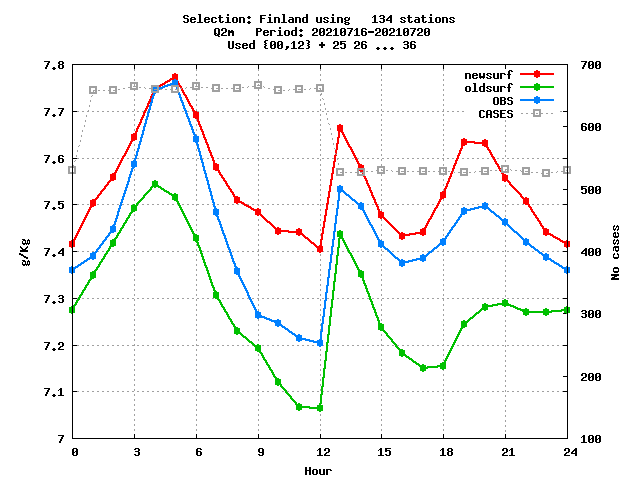 Selection: Finland using   134 stations
Q2m   Period: 20210716-20210720
Used {00,12} + 25 26 ... 36
newsurf
oldsurf
OBS
CASES
7.8
7.7
7.6
7.5
7.4
7.3
7.2
7.1
7
g/Kg
700
600
500
400
300
200
100
No cases
0 3 6 9 12 15 18 21 24
Hour